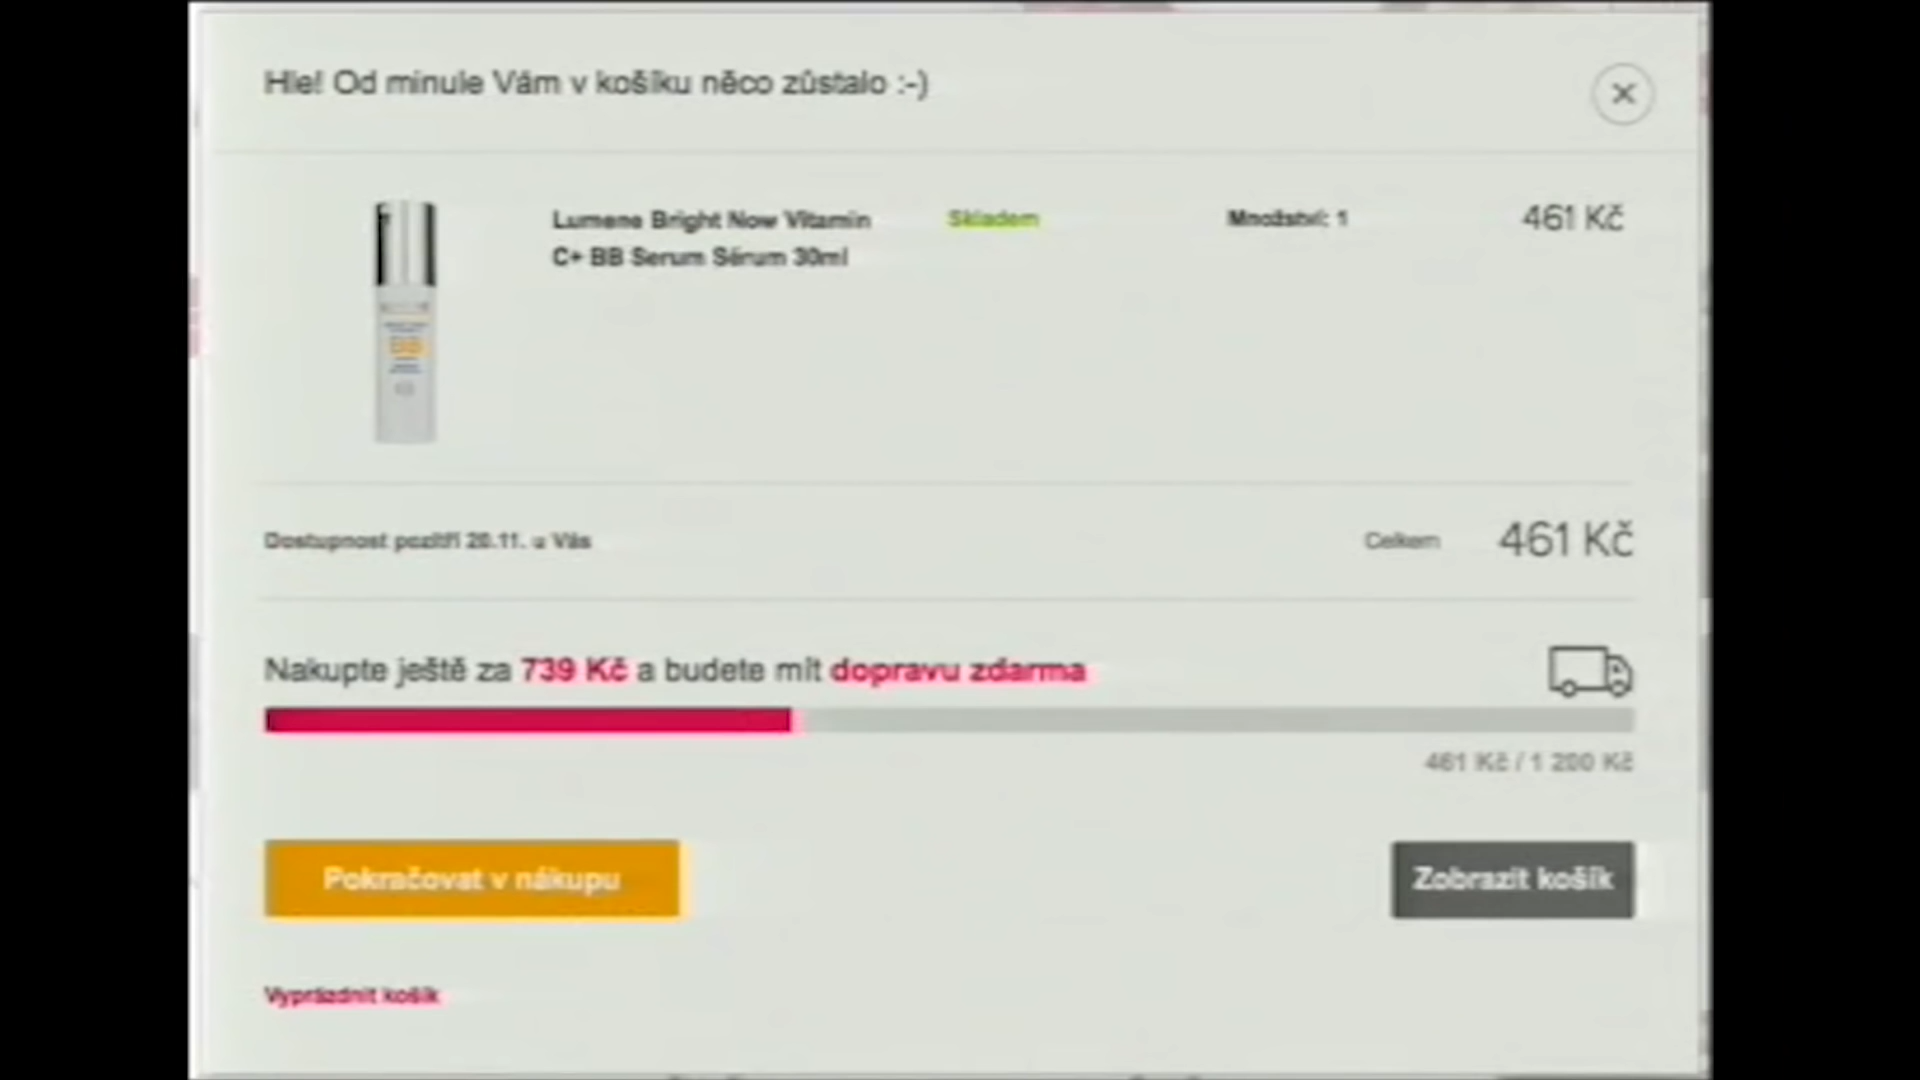 Hle! Od minule Vám v košíku něco zůstalo :-)
Lumene Bright Now Vitamin
C+ BB Serum Sérum 30ml
Skladem
Množství: 1
461 Kč
BB
Dostupnost pozítří 20.11. u Vás
Celkem
461 Kč
Nakupte ještě za 739 Kč a budete mít dopravu zdarma
461 Kč / 1 200 Kč
Pokračovat v nákupu
Zobrazit košík
Vyprázdnit košík